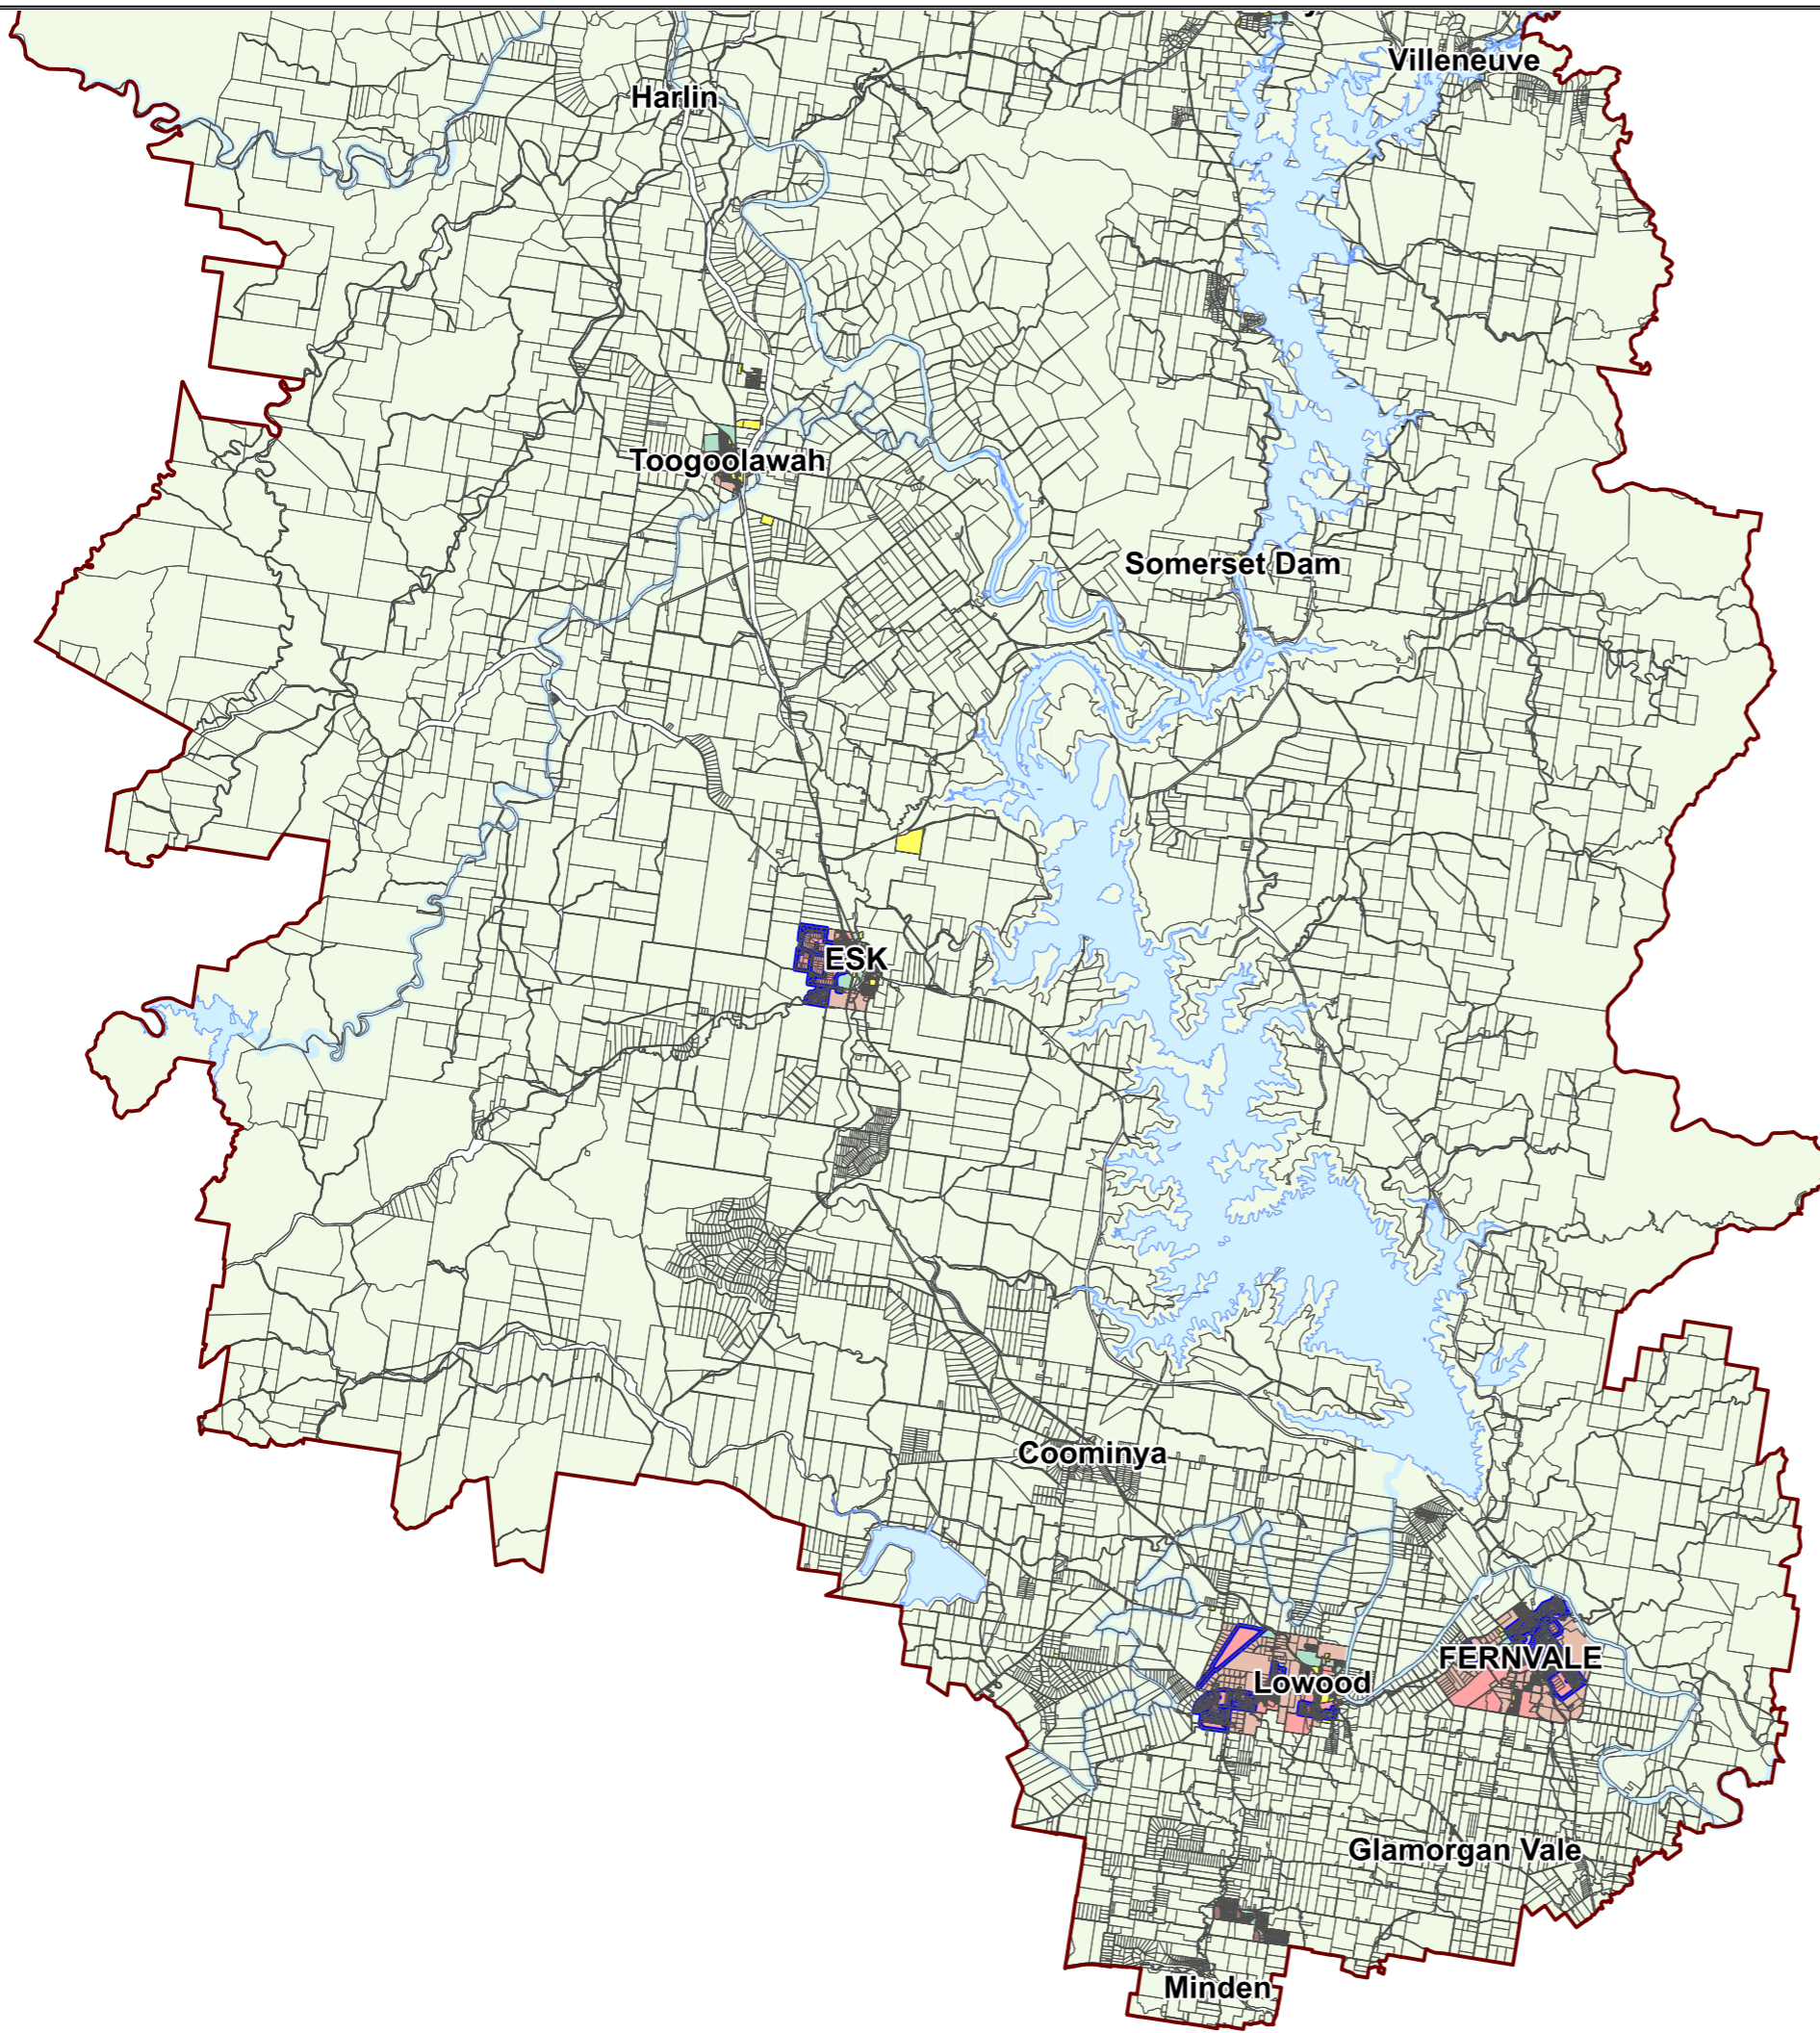 Villeneuve
Harlin
Toogoolawah
Somerset Dam
ESK
Coominya
FERNVALE
Lowood
Glamorgan Vale
Minden